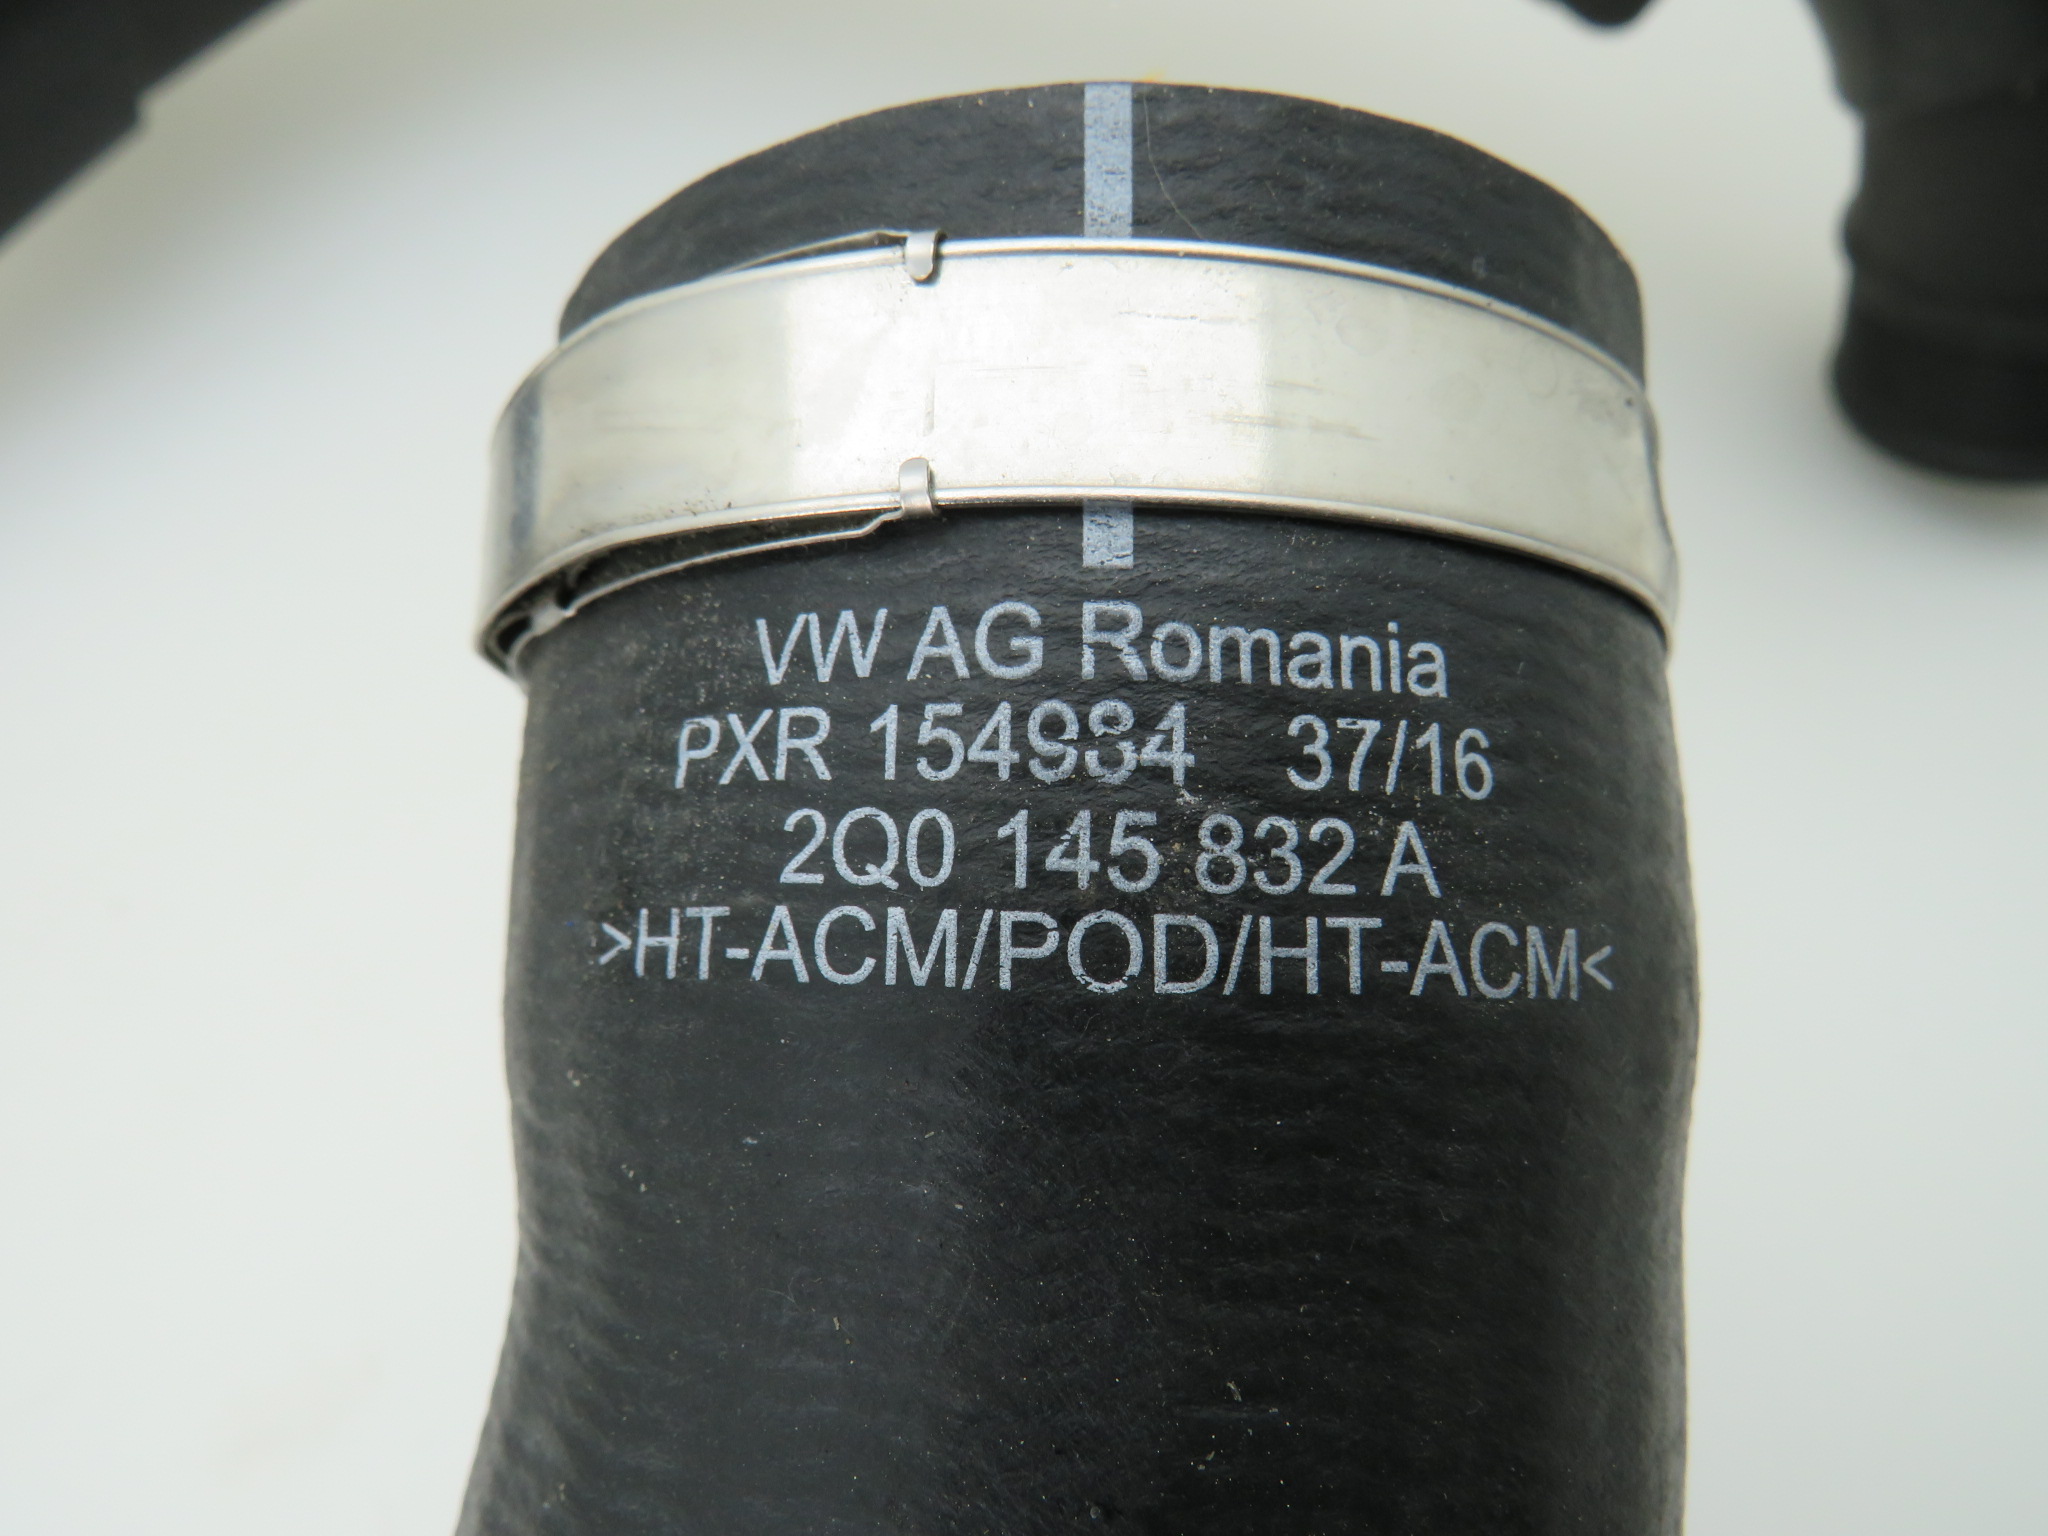 VW AG Romania
PXR 154984 37/16
2Q0 145 832 A
>HT-ACM/POD/HT-ACM<